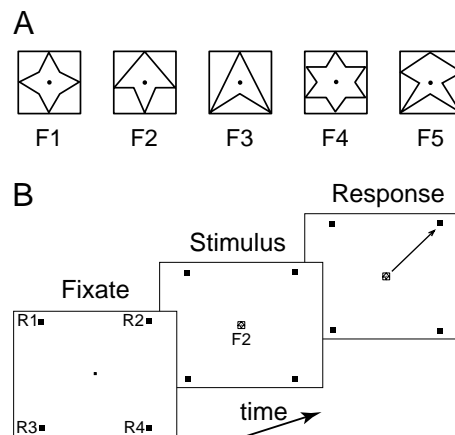 A
F1 F2 F3 F4 F5
B
Response
Stimulus
Fixate
R1 R2
F2
R3 R4
time